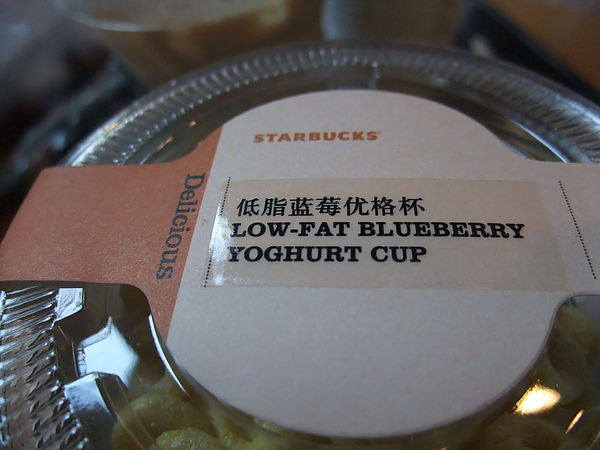 STARBUCKS
Delicious
低脂蓝莓优格杯
LOW-FAT BLUEBERRY
YOGHURT CUP